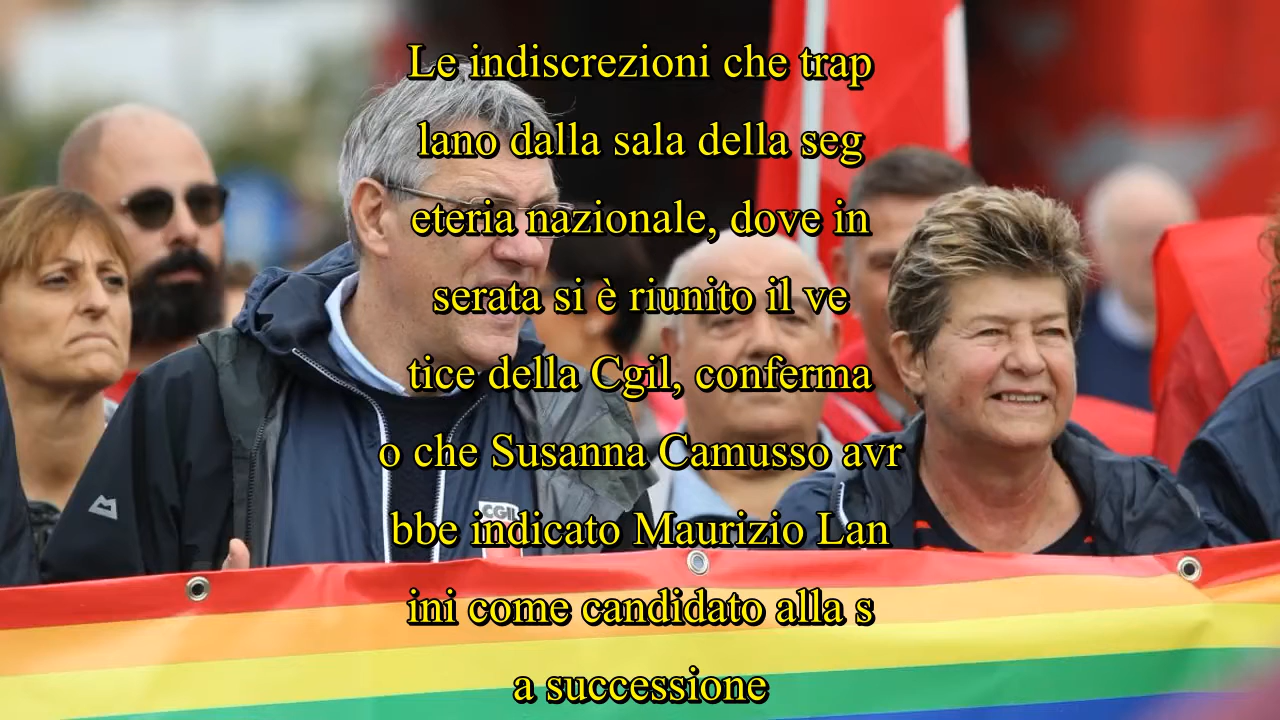 Le indiscrezioni che trap
lano dalla sala della seg
eteria nazionale, dove in
serata si è riunito il ve
tice della Cgil, conferma
o che Susanna Camusso avr
bbe indicato Maurizio Lan
ini come candidato alla s
a successione
CGIL